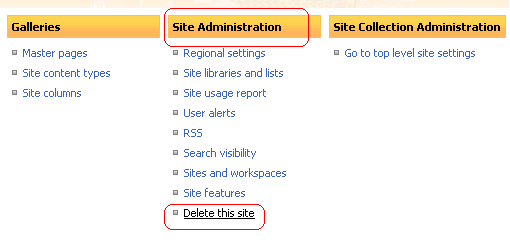 Galleries
Master pages
Site content types
Site columns
Site Administration
Regional settings
Site libraries and lists
Site usage report
User alerts
RSS
Search visibility
Sites and workspaces
Site features
Delete this site
Site Collection Administration
Go to top level site settings